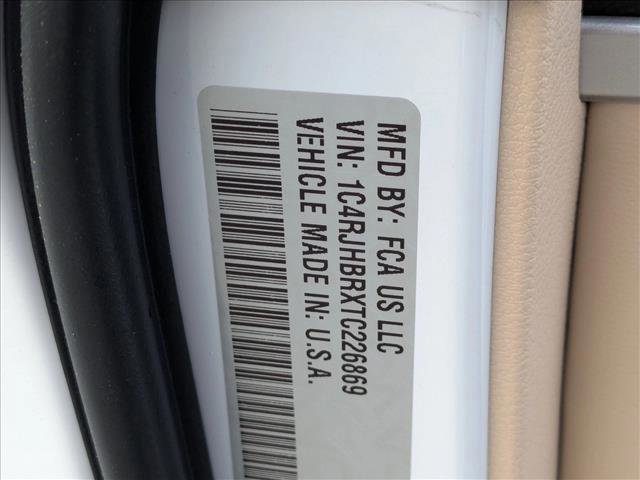 MFD BY: FCA US LLC
VIN: 1C4RJHBRXTC226869
VEHICLE MADE IN: U.S.A.